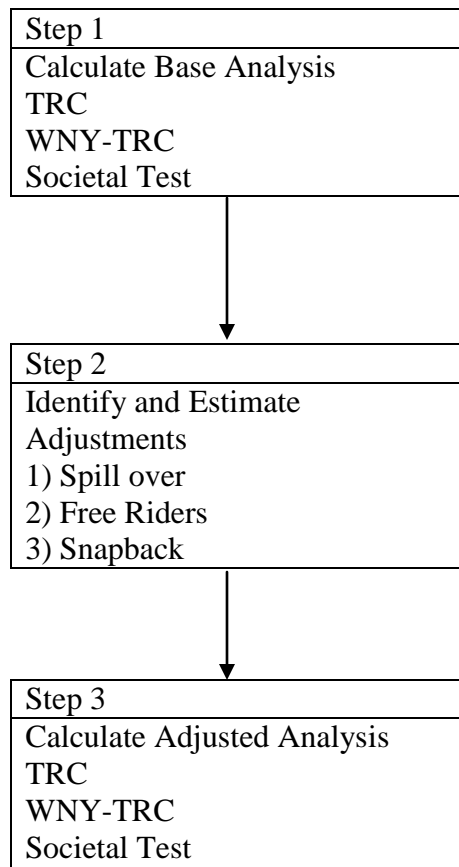 Step 1
Calculate Base Analysis
TRC
WNY-TRC
Societal Test
Step 2
Identify and Estimate
Adjustments
1) Spill over
2) Free Riders
3) Snapback
Step 3
Calculate Adjusted Analysis
TRC
WNY-TRC
Societal Test